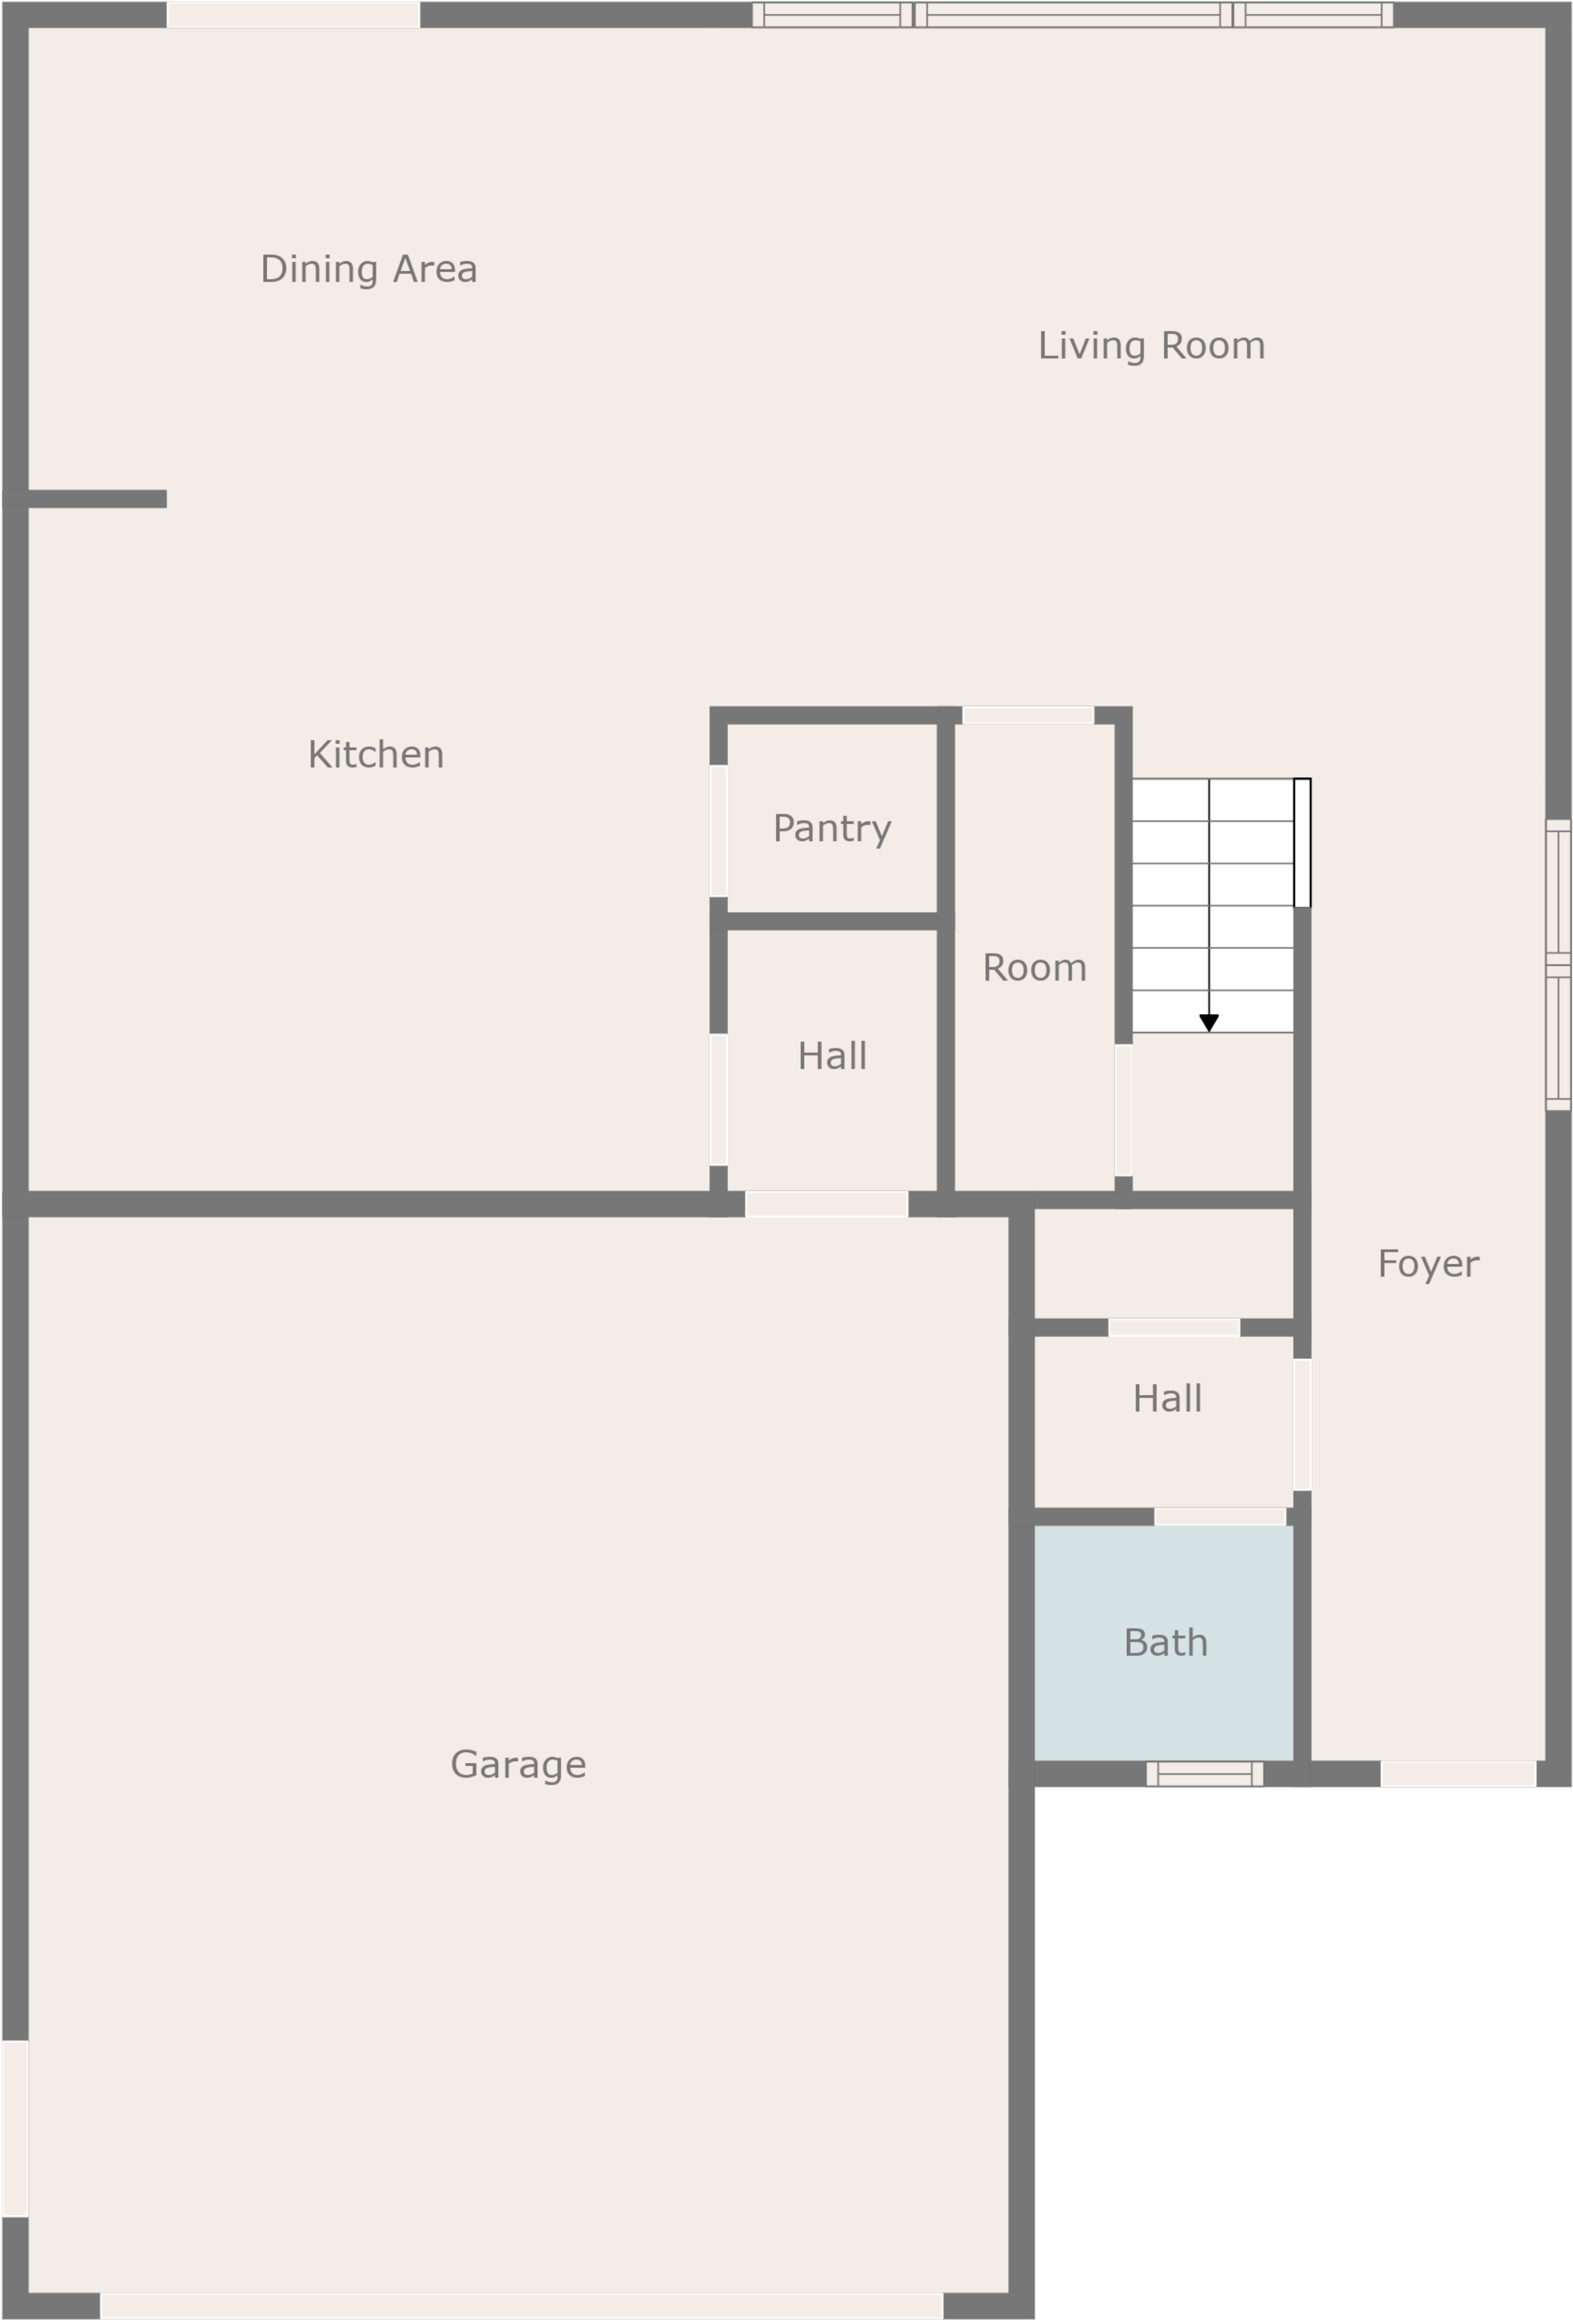 Dining Area
Living Room
Kitchen
Pantry
Room
Hall
Foyer
Hall
Bath
Garage